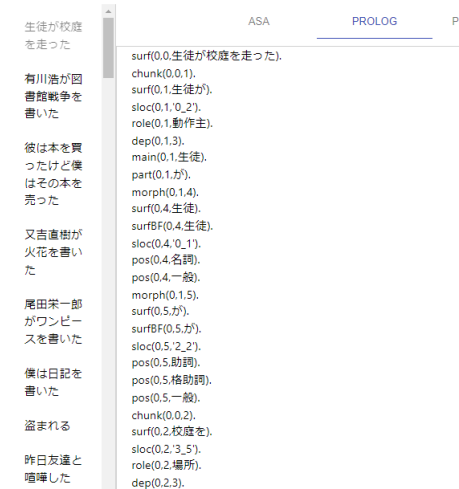 生徒が校庭
を走った
有川浩が図
書館戦争を
書いた
彼は本を買
ったけど僕
はその本を
売った
又吉直樹が
火花を書い
た
尾田栄一郎
がワンピー
スを書いた
僕は日記を
書いた
盗まれる
昨日友達と
喧嘩した
ASA
PROLOG
P
surf(0,0,生徒が校庭を走った).
chunk(0,0,1).
surf(0,1,生徒が).
sloc(0,1,'0_2').
role(0,1,動作主).
dep(0,1,3).
main(0,1,生徒).
part(0,1,が).
morph(0,1,4).
surf(0,4,生徒).
surfBF(0,4,生徒).
sloc(0,4,'0_1').
pos(0,4,名詞).
pos(0,4,一般).
morph(0,1,5).
surf(0,5,が).
surfBF(0,5,が).
sloc(0,5,'2_2').
pos(0,5,助詞).
pos(0,5,格助詞).
pos(0,5,一般).
chunk(0,0,2).
surf(0,2,校庭を).
sloc(0,2,'3_5').
role(0,2,場所).
dep(0,2,3).